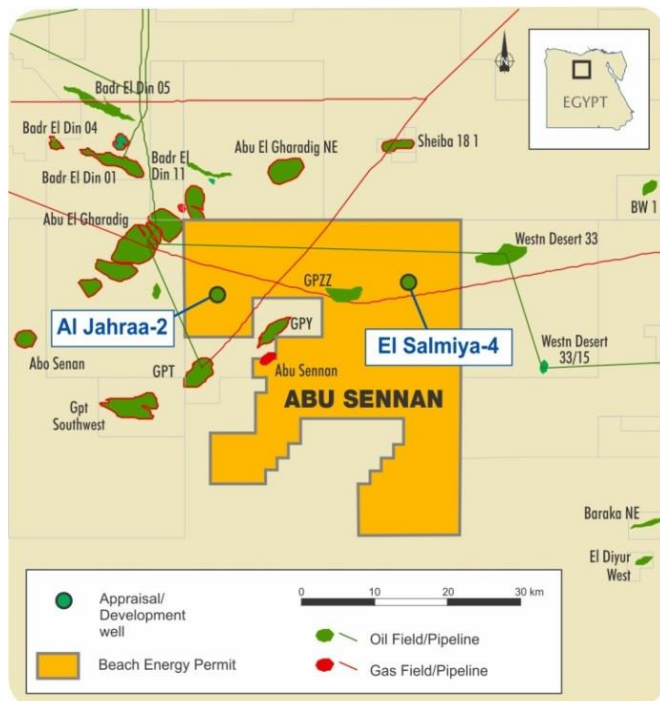 Badr El Din 05
Badr El Din 04
Badr El Din 01
Badr El
Din 11
Abu El Gharadig NE
Sheiba 18 1
N
EGYPT
BW 1
Abu El
Gharadig
Westn Desert 33
GPZZ
Al Jahraa-2
GPY
El Salmiya-4
Abo Senan
GPT
Abu Sennan
Westn Desert
33/15
ABU SENNAN
Gpt
Southwest
Baraka NE
El Diyur
West
Appraisal/
Development
well
Beach Energy Permit
0 10 20 30 km
Oil Field/Pipeline
Gas Field/Pipeline